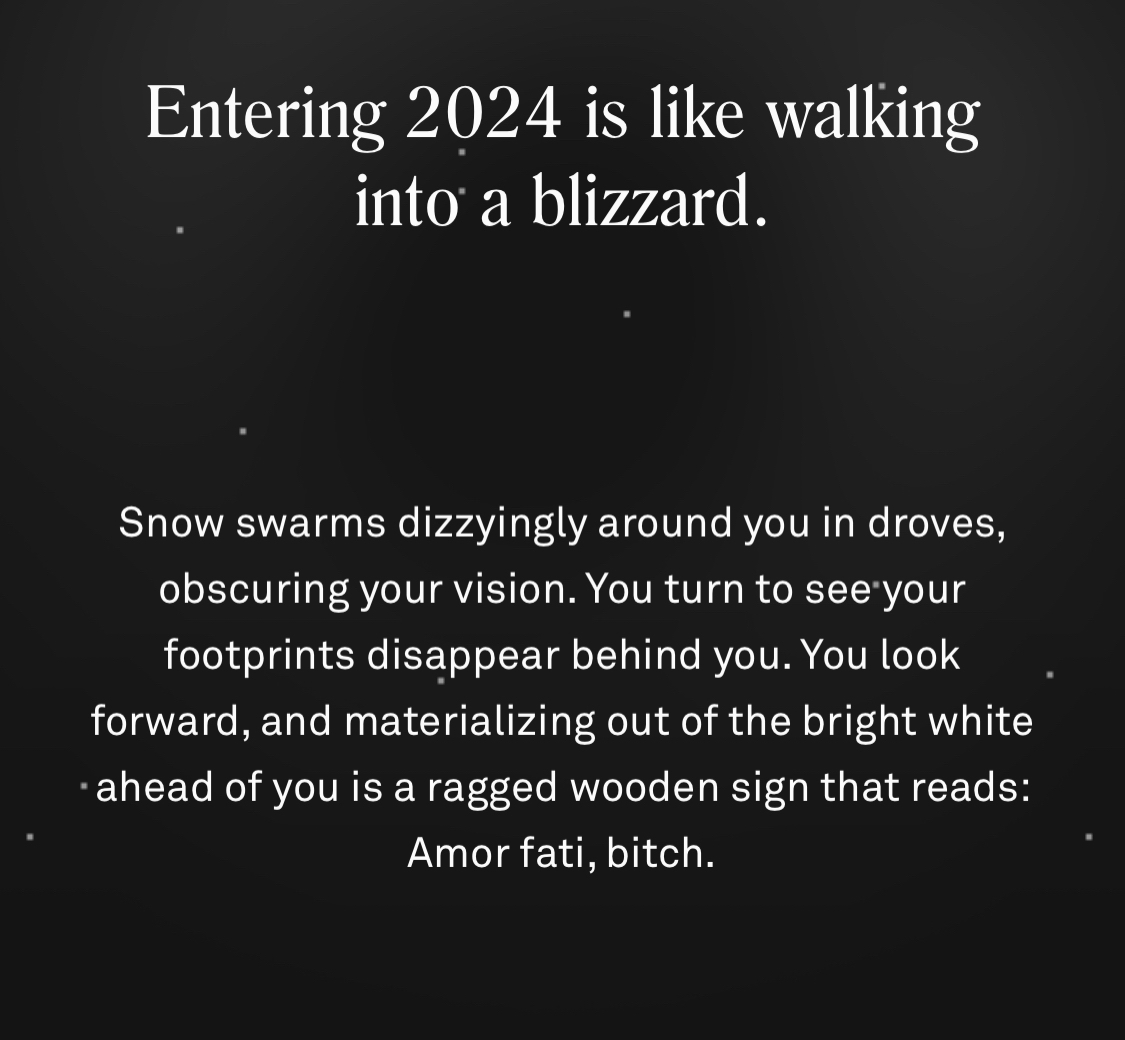 Entering 2024 is like walking
into a blizzard.
Snow swarms dizzyingly around you in droves,
obscuring your vision. You turn to see your
footprints disappear behind you. You look
forward, and materializing out of the bright white
ahead of you is a ragged wooden sign that reads:
Amor fati, bitch.